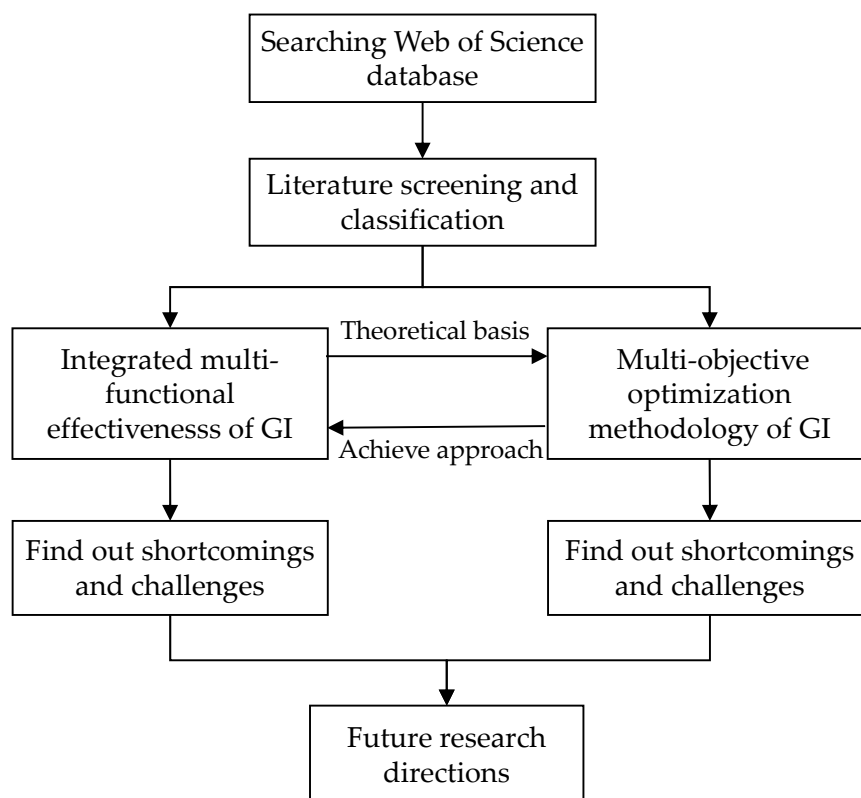 Searching Web of Science
database
Literature screening and
classification
Theoretical basis
Integrated multi-
functional
effectivenesss of GI
Multi-objective
optimization
methodology of GI
Achieve approach
Find out shortcomings
and challenges
Find out shortcomings
and challenges
Future research
directions